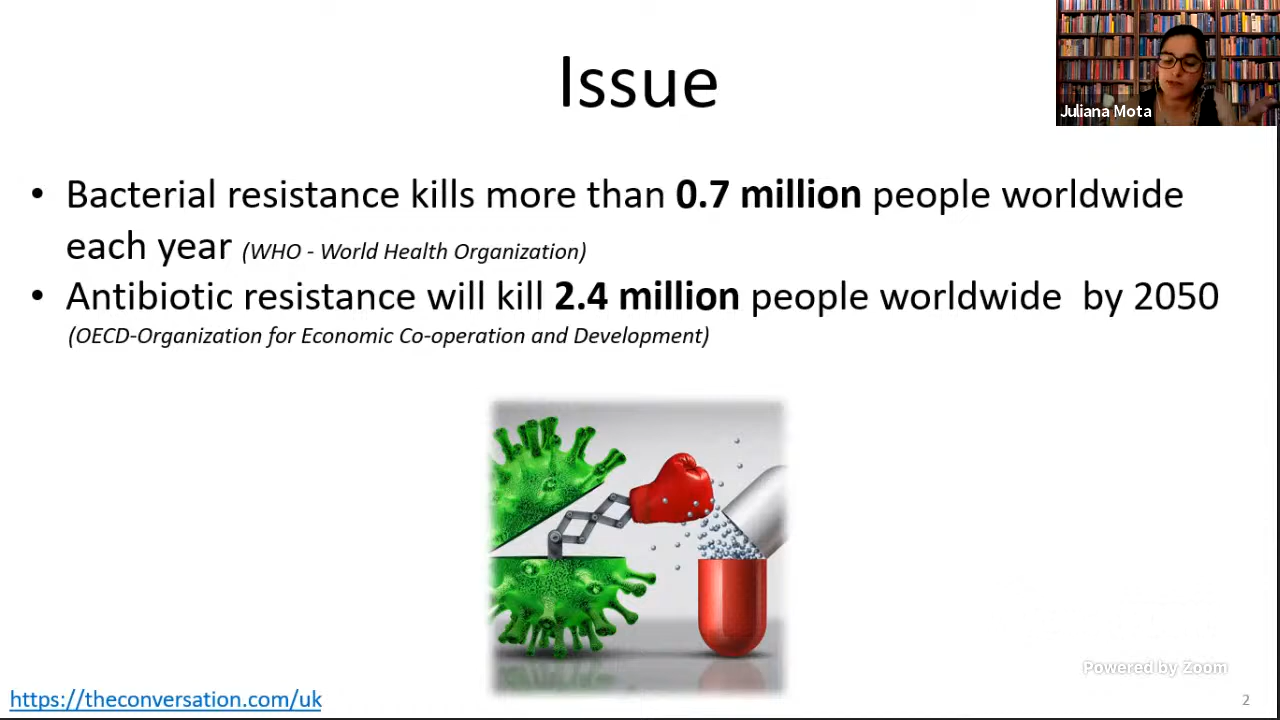 Issue
Juliana Mota
• Bacterial resistance kills more than 0.7 million people worldwide
each year (WHO - World Health Organization)
• Antibiotic resistance will kill 2.4 million people worldwide by 2050
(OECD-Organization for Economic Co-operation and Development)
Powered by Zoom
https://theconversation.com/uk
2